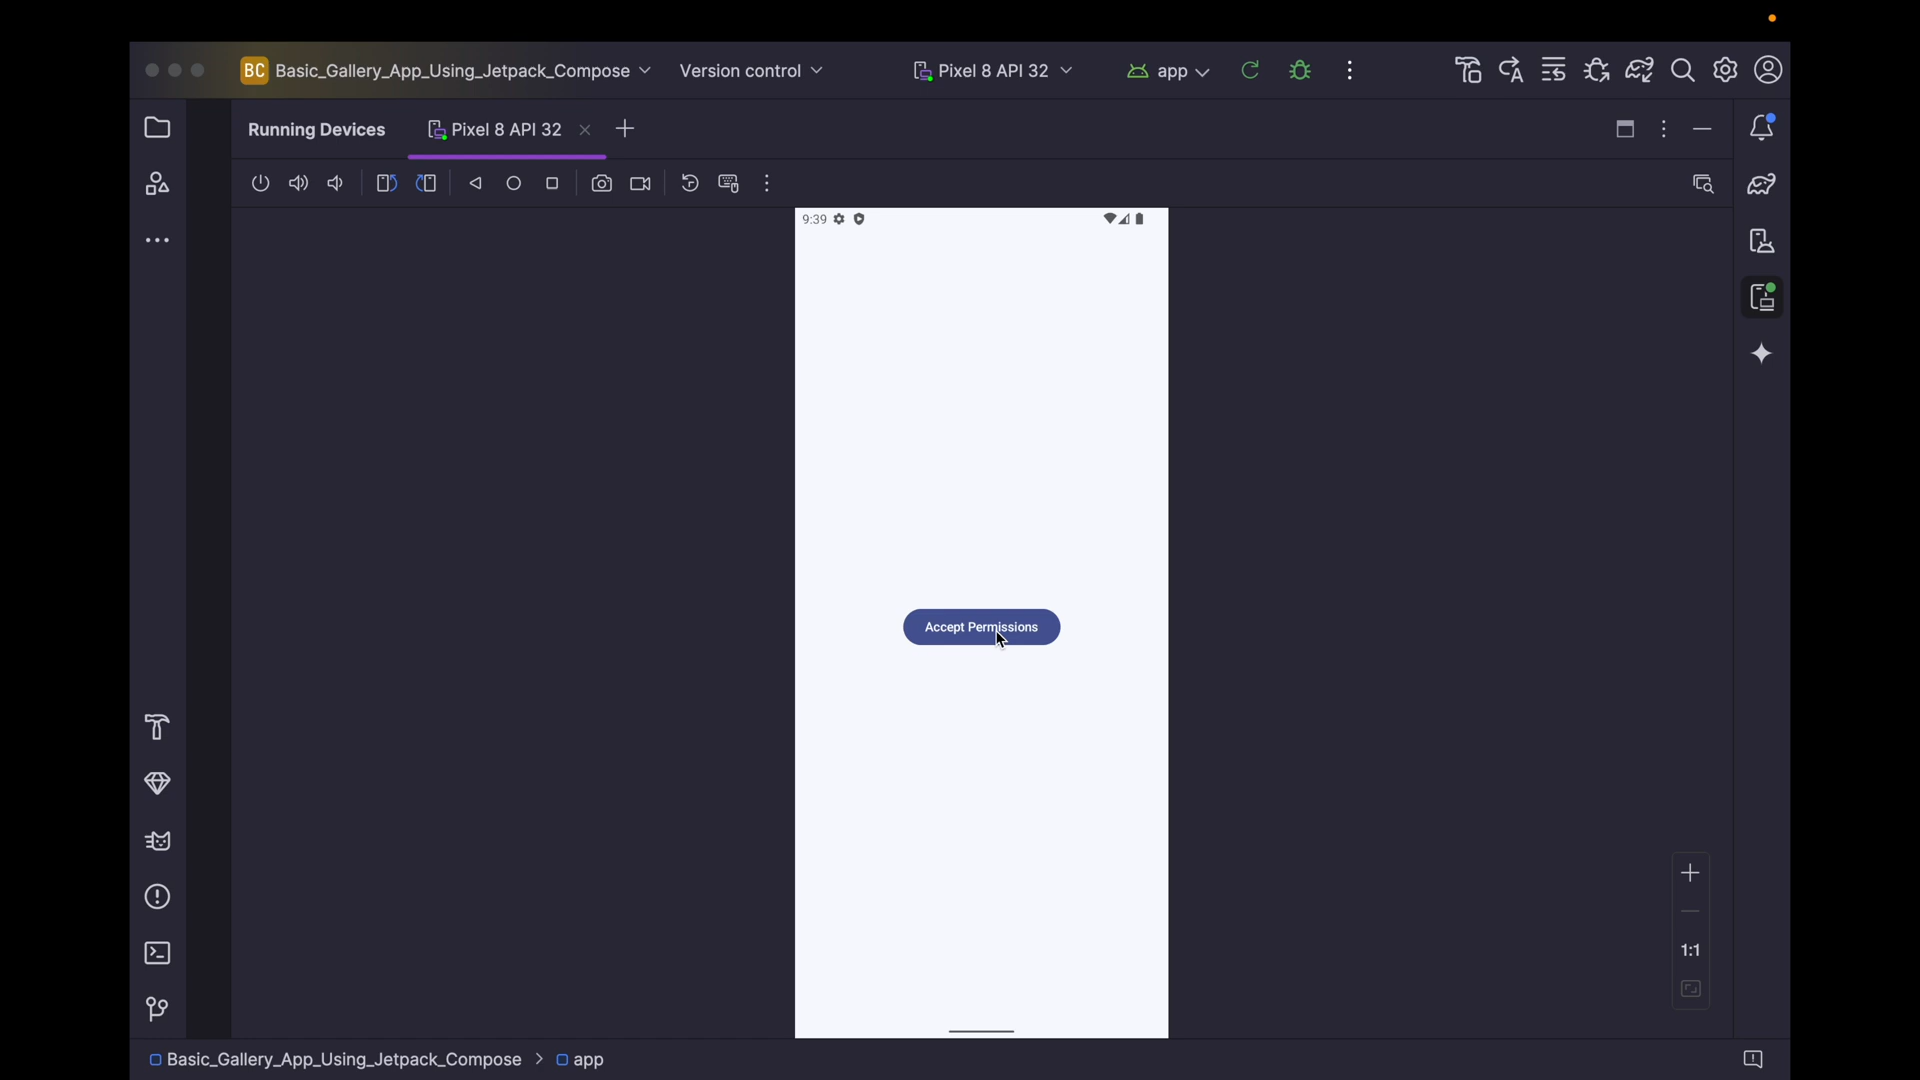 BC Basic_Gallery_App_Using_Jetpack_Compose Version control Pixel 8 API 32 app
Running Devices Pixel 8 API 32
9:39
Accept Permissions
1:1
Basic_Gallery_App_Using_Jetpack_Compose > app